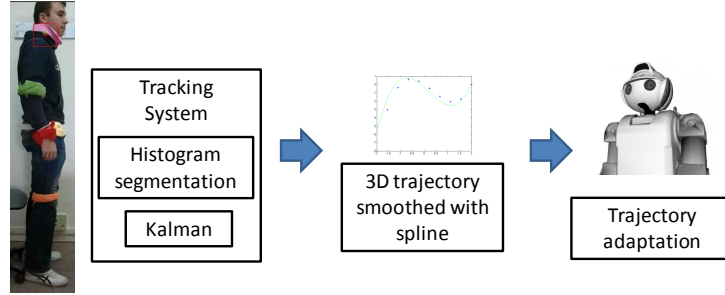 Tracking
System
Histogram
segmentation
Kalman
3D trajectory
smoothed with
spline
Trajectory
adaptation